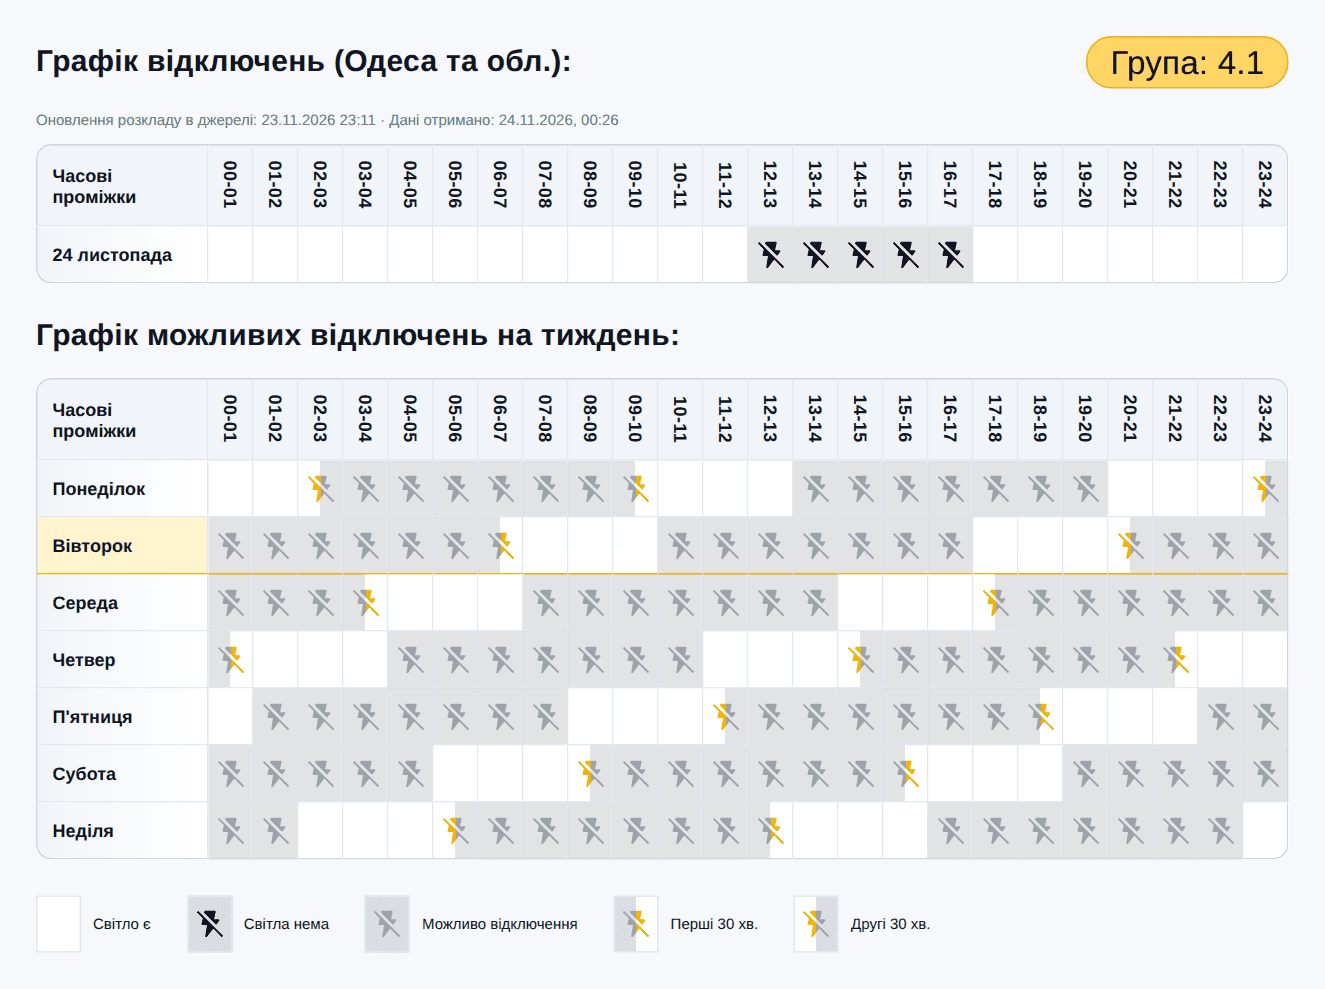 Графік відключень (Одеса та обл.):
Група: 4.1
Оновлення розкладу в джерелі: 23.11.2026 23:11 · Дані отримано: 24.11.2026, 00:26
Часові проміжки 00-01 01-02 02-03 03-04 04-05 05-06 06-07 07-08 08-09 09-10 10-11 11-12 12-13 13-14 14-15 15-16 16-17 17-18 18-19 19-20 20-21 21-22 22-23 23-24
24 листопада
Графік можливих відключень на тиждень:
Часові проміжки 00-01 01-02 02-03 03-04 04-05 05-06 06-07 07-08 08-09 09-10 10-11 11-12 12-13 13-14 14-15 15-16 16-17 17-18 18-19 19-20 20-21 21-22 22-23 23-24
Понеділок
Вівторок
Середа
Четвер
П'ятниця
Субота
Неділя
Світло є Світла нема Можливо відключення Перші 30 хв. Другі 30 хв.